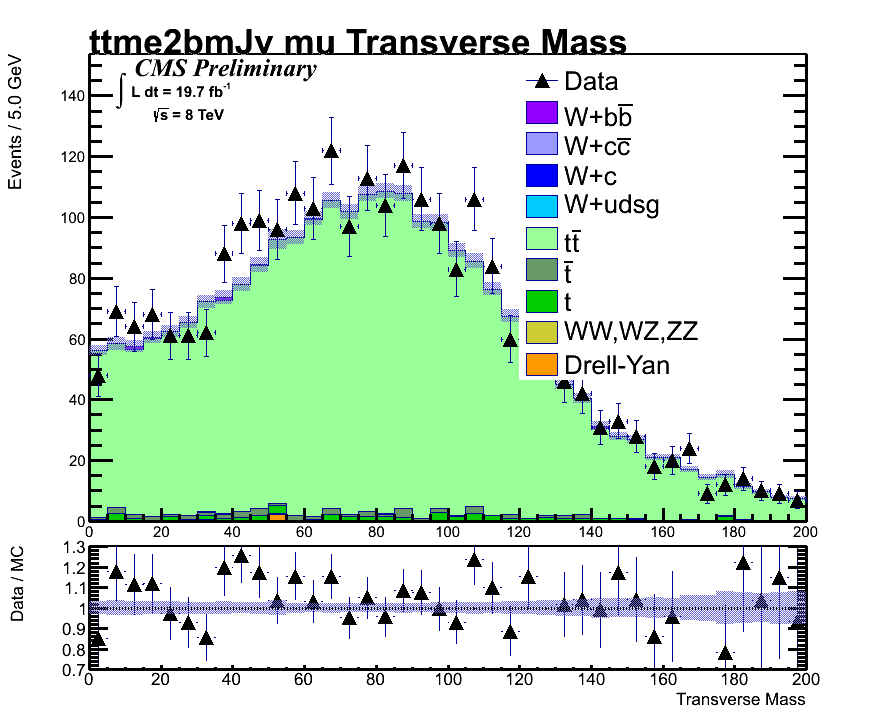 ttme2bmJv mu Transverse Mass
Events / 5.0 GeV
CMS Preliminary
∫ L dt = 19.7 fb⁻¹
√s = 8 TeV
Data
W+bb̅
W+cc̅
W+c
W+udsg
tt̅
t̅
t
WW,WZ,ZZ
Drell-Yan
140
120
100
80
60
40
20
0
0 20 40 60 80 100 120 140 160 180 200
Data / MC
1.3
1.2
1.1
1
0.9
0.8
0.7
0 20 40 60 80 100 120 140 160 180 200
Transverse Mass